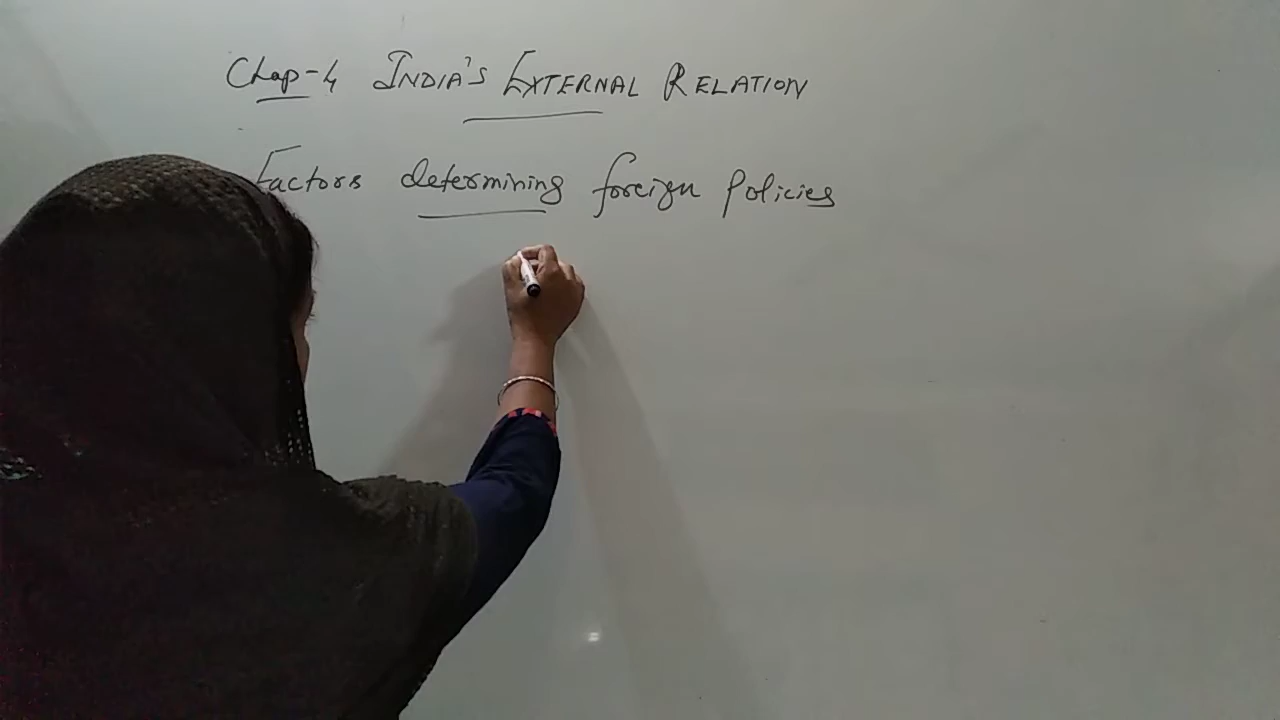 Chap-4 INDIA'S EXTERNAL RELATION
Factors determining foreign Policies